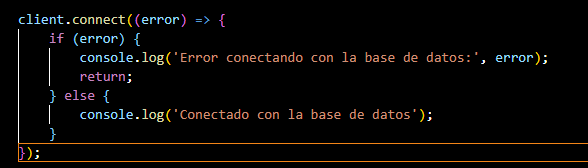 client.connect((error) => {
    if (error) {
        console.log('Error conectando con la base de datos:', error);
        return;
    } else {
        console.log('Conectado con la base de datos');
    }
});